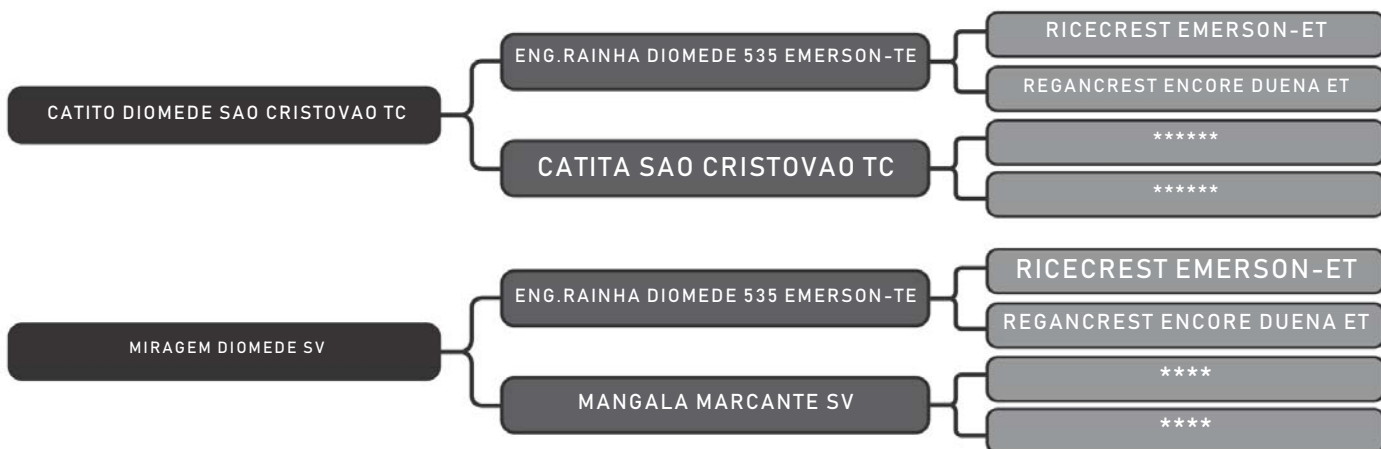 RICECREST EMERSON-ET
ENG.RAINHA DIOMEDE 535 EMERSON-TE
REGANCREST ENCORE DUENA ET
CATITO DIOMEDE SAO CRISTOVAO TC
******
CATITA SAO CRISTOVAO TC
******
RICECREST EMERSON-ET
ENG.RAINHA DIOMEDE 535 EMERSON-TE
REGANCREST ENCORE DUENA ET
MIRAGEM DIOMEDE SV
****
MANGALA MARCANTE SV
****